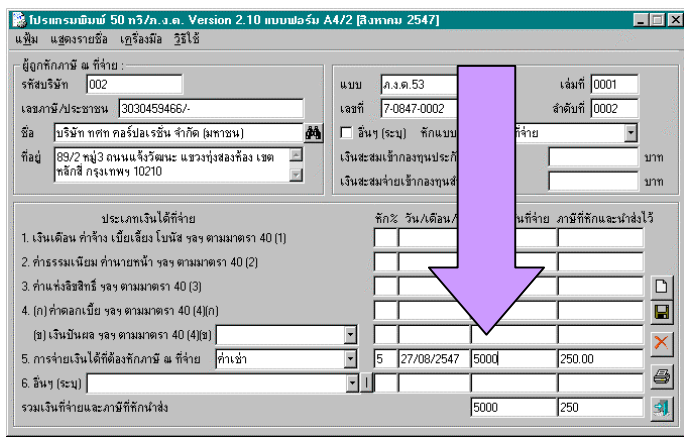 โปรแกรมพิมพ์ 50 ทวิ/ภ.ง.ด. Version 2.10 แบบฟอร์ม A4/2 [สิงหาคม 2547]
แฟ้ม แสดงรายชื่อ เครื่องมือ วิธีใช้
ผู้ถูกหักภาษี ณ ที่จ่าย :
รหัสบริษัท 002
แบบ ภ.ง.ด.53 เล่มที่ 0001
เลขภาษี/ประชาชน 3030459466/-
เลขที่ 7-0847-0002 ลำดับที่ 0002
ชื่อ บริษัท ทศท คอร์ปอเรชั่น จำกัด (มหาชน)
อื่นๆ (ระบุ) หักแบบ ที่จ่าย
ที่อยู่ 89/2 หมู่3 ถนนแจ้งวัฒนะ แขวงทุ่งสองห้อง เขต
หลักสี่ กรุงเทพฯ 10210
เงินสะสมเข้ากองทุนประกั บาท
เงินสะสมจ่ายเข้ากองทุนสำ บาท
ประเภทเงินได้ที่จ่าย หัก% วัน/เดือน/ นที่จ่าย ภาษีที่หักและนำส่งไว้
1. เงินเดือน ค่าจ้าง เบี้ยเลี้ยง โบนัส ฯลฯ ตามมาตรา 40 (1)
2. ค่าธรรมเนียม ค่านายหน้า ฯลฯ ตามมาตรา 40 (2)
3. ค่าแห่งลิขสิทธิ์ ฯลฯ ตามมาตรา 40 (3)
4. (ก) ค่าดอกเบี้ย ฯลฯ ตามมาตรา 40 (4)(ก)
(ข) เงินปันผล ฯลฯ ตามมาตรา 40 (4)(ข)
5. การจ่ายเงินได้ที่ต้องหักภาษี ณ ที่จ่าย ค่าเช่า 5 27/08/2547 5000 250.00
6. อื่นๆ (ระบุ)
รวมเงินที่จ่ายและภาษีที่หักนำส่ง 5000 250